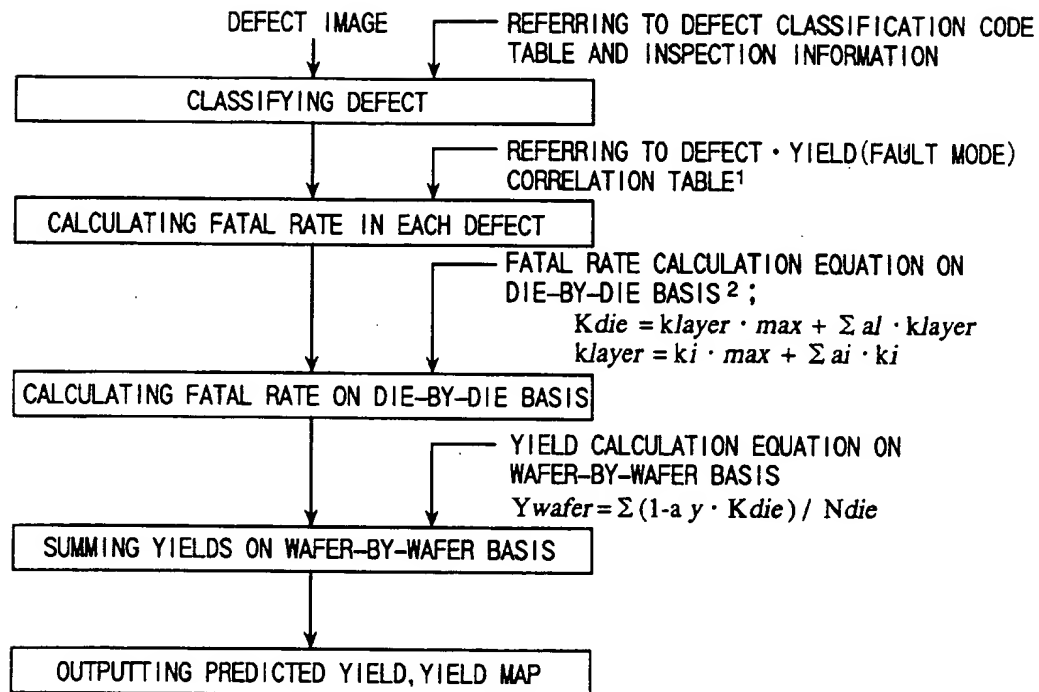 DEFECT IMAGE
REFERRING TO DEFECT CLASSIFICATION CODE
TABLE AND INSPECTION INFORMATION
CLASSIFYING DEFECT
REFERRING TO DEFECT・YIELD(FAULT MODE)
CORRELATION TABLE¹
CALCULATING FATAL RATE IN EACH DEFECT
FATAL RATE CALCULATION EQUATION ON
DIE-BY-DIE BASIS²;
Kdie = klayer · max + Σ al · klayer
klayer = ki · max + Σ ai · ki
CALCULATING FATAL RATE ON DIE-BY-DIE BASIS
YIELD CALCULATION EQUATION ON
WAFER-BY-WAFER BASIS
Ywafer = Σ (1-a y · Kdie) / Ndie
SUMMING YIELDS ON WAFER-BY-WAFER BASIS
OUTPUTTING PREDICTED YIELD, YIELD MAP